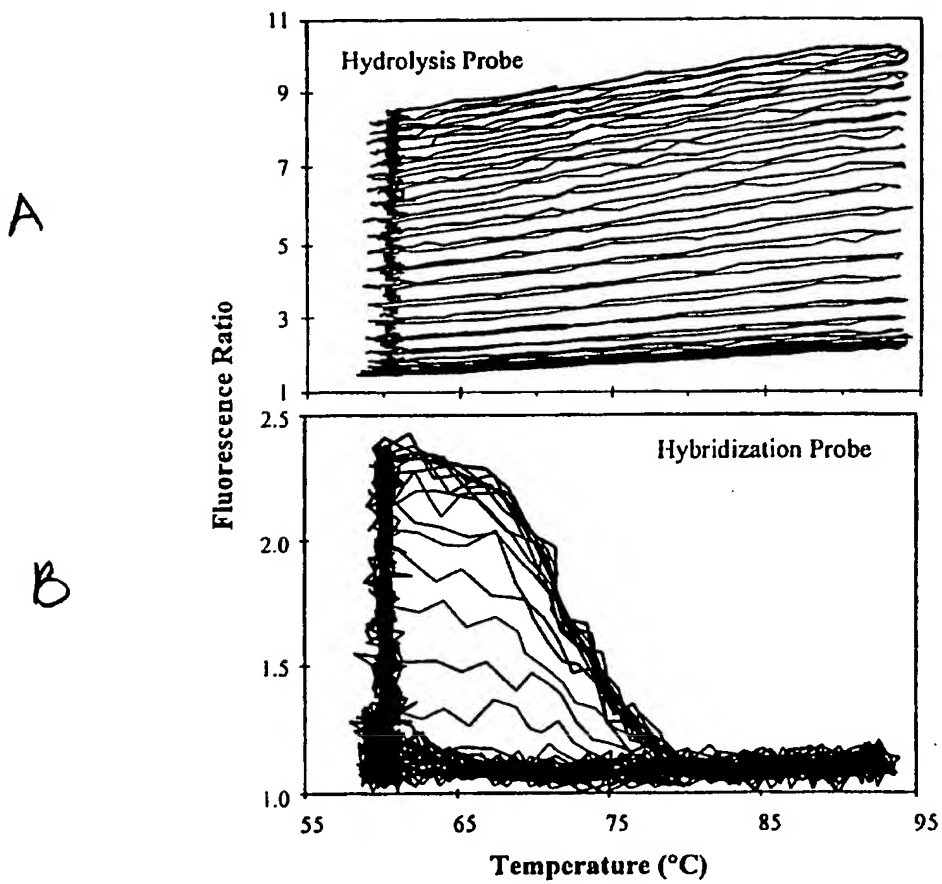 11
Hydrolysis Probe
9
7
A
5
3
1
Fluorescence Ratio
2.5
Hybridization Probe
2.0
B
1.5
1.0
55
65
75
85
95
Temperature (°C)